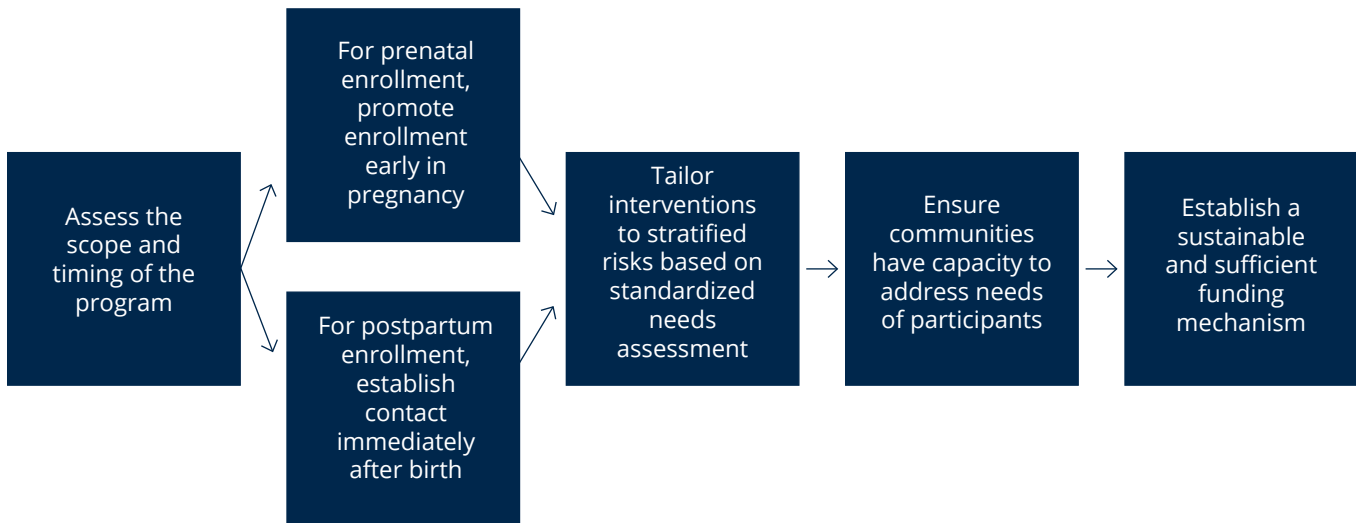 Assess the
scope and
timing of the
program
For prenatal
enrollment,
promote
enrollment
early in
pregnancy
For postpartum
enrollment,
establish
contact
immediately
after birth
Tailor
interventions
to stratified
risks based on
standardized
needs
assessment
Ensure
communities
have capacity to
address needs
of participants
Establish a
sustainable
and sufficient
funding
mechanism